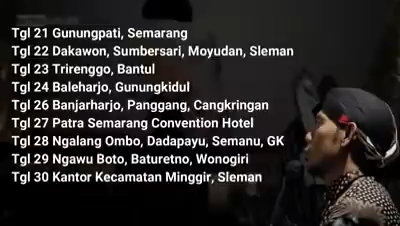 Tgl 21 Gunungpati, Semarang
Tgl 22 Dakawon, Sumbersari, Moyudan, Sleman
Tgl 23 Trirenggo, Bantul
Tgl 24 Baleharjo, Gunungkidul
Tgl 26 Banjarharjo, Panggang, Cangkringan
Tgl 27 Patra Semarang Convention Hotel
Tgl 28 Ngalang Ombo, Dadapayu, Semanu, GK
Tgl 29 Ngawu Boto, Baturetno, Wonogiri
Tgl 30 Kantor Kecamatan Minggir, Sleman